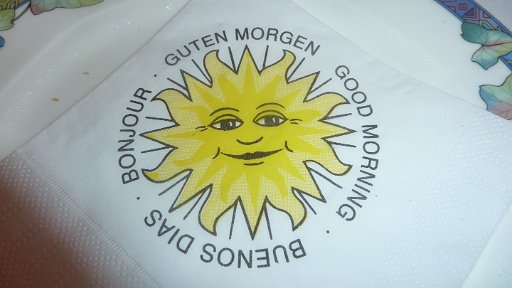 BONJOUR · GUTEN MORGEN · GOOD MORNING · BUENOS DIAS ·